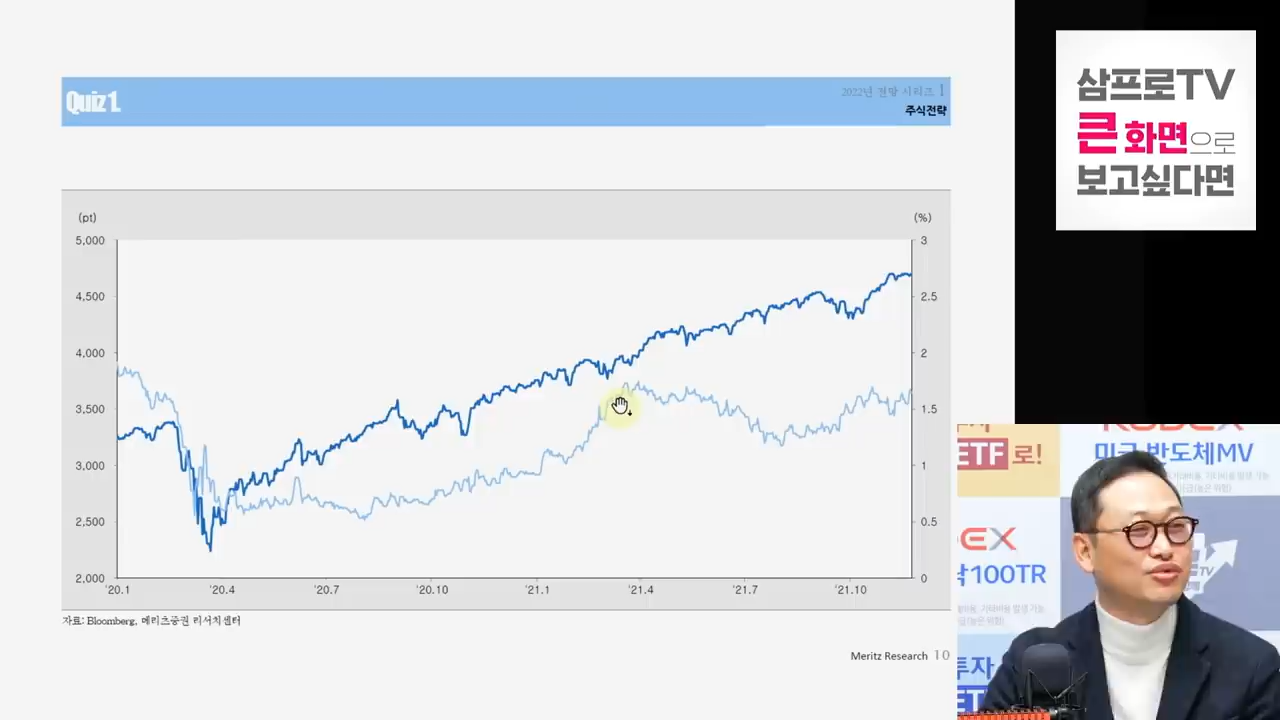 Quiz 1.
2022년 전망 시리즈 1
주식전략
(pt)
(%)
5,000
4,500
4,000
3,500
3,000
2,500
2,000
3
2.5
2
1.5
1
0.5
0
'20.1
'20.4
'20.7
'20.10
'21.1
'21.4
'21.7
'21.10
자료: Bloomberg, 메리츠증권 리서치센터
Meritz Research 10
삼프로TV
큰 화면으로
보고싶다면
ETF로!
KODEX
미국 반도체MV
EX
100TR
TV
투자